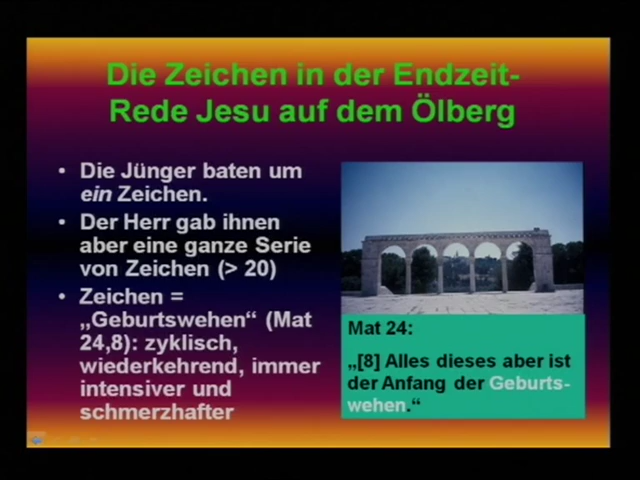 Die Zeichen in der Endzeit-
Rede Jesu auf dem Ölberg
• Die Jünger baten um
ein Zeichen.
• Der Herr gab ihnen
aber eine ganze Serie
von Zeichen (> 20)
• Zeichen =
„Geburtswehen“ (Mat
24,8): zyklisch,
wiederkehrend, immer
intensiver und
schmerzhafter
Mat 24:
„[8] Alles dieses aber ist
der Anfang der Geburts-
wehen.“